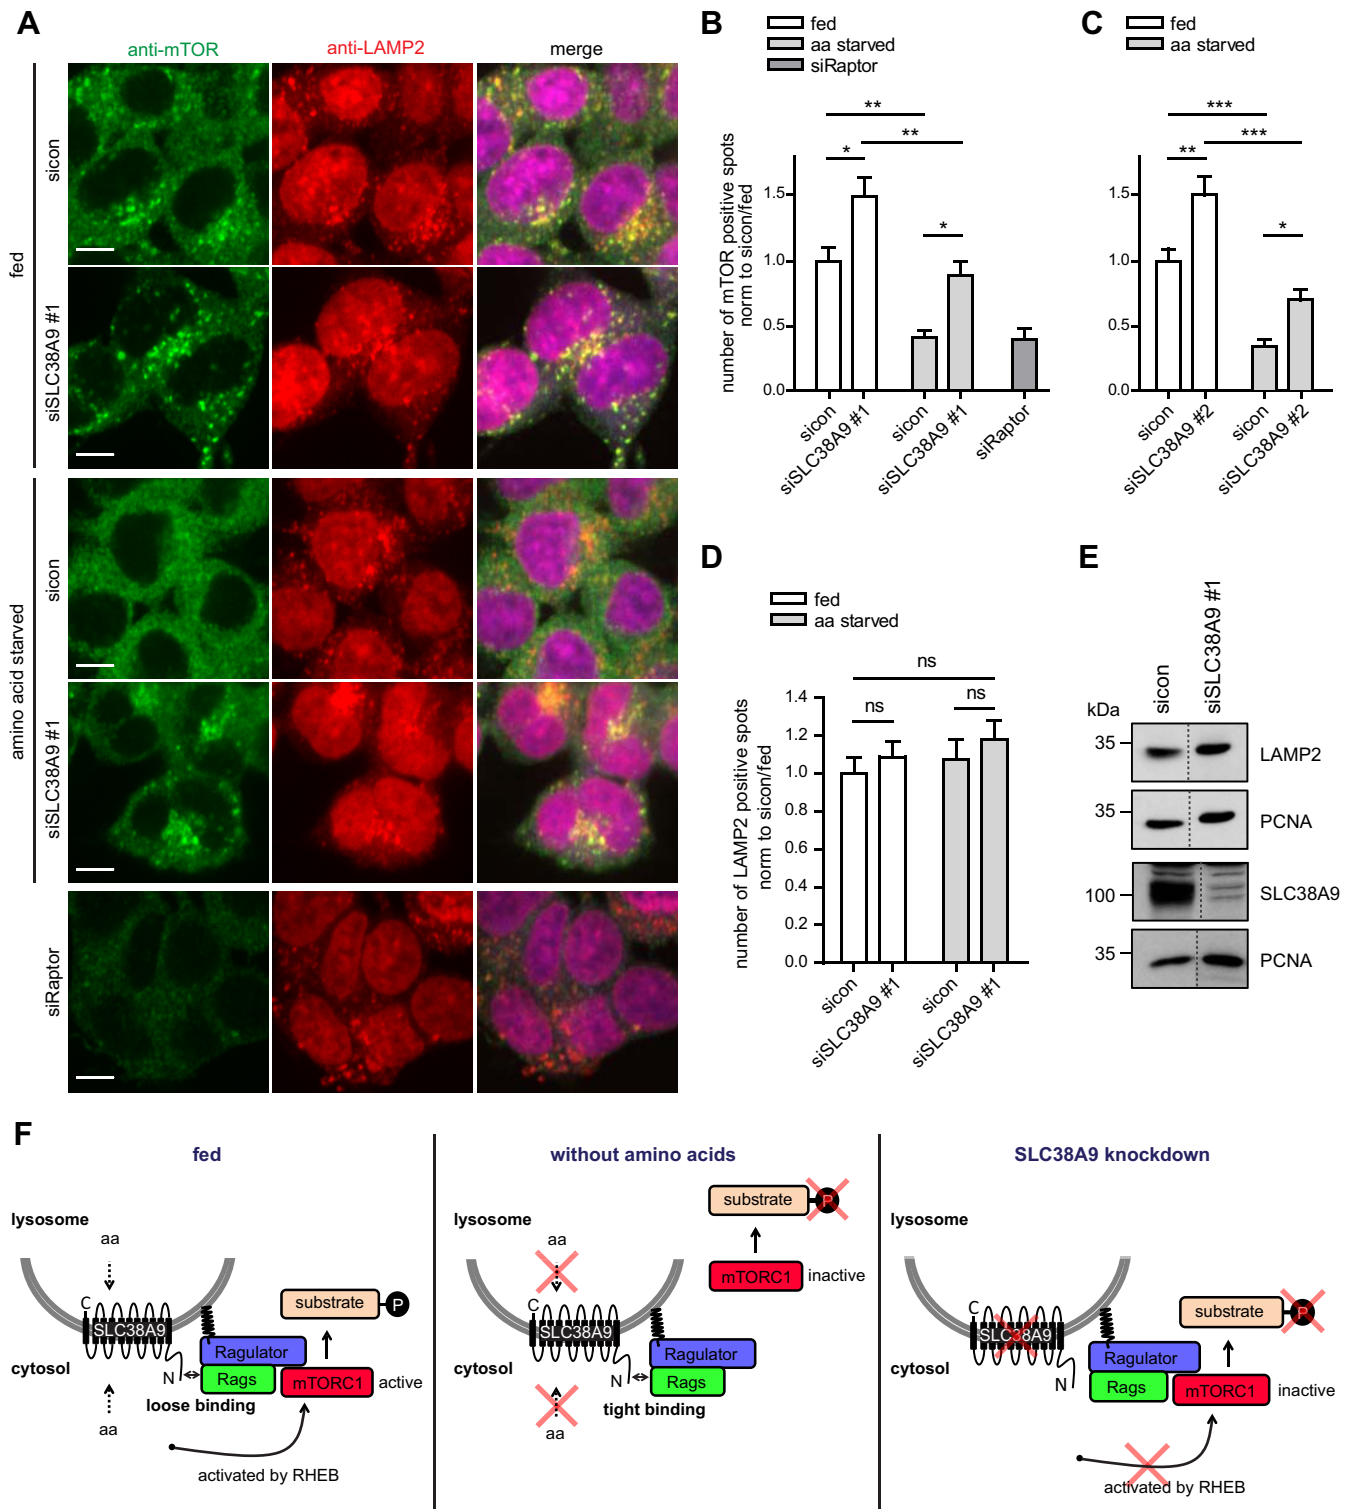 A
anti-mTOR
anti-LAMP2
merge
fed
sicon
siSLC38A9 #1
amino acid starved
sicon
siSLC38A9 #1
siRaptor
B
fed
aa starved
siRaptor
**
**
*
*
number of mTOR positive spots
norm to sicon/fed
1.5
1.0
0.5
0.0
sicon
siSLC38A9 #1
sicon
siSLC38A9 #1
siRaptor
C
fed
aa starved
***
***
**
*
1.5
1.0
0.5
0.0
sicon
siSLC38A9 #2
sicon
siSLC38A9 #2
D
fed
aa starved
ns
ns
ns
number of LAMP2 positive spots
norm to sicon/fed
1.4
1.2
1.0
0.8
0.6
0.4
0.2
0.0
sicon
siSLC38A9 #1
sicon
siSLC38A9 #1
E
sicon
siSLC38A9 #1
kDa
35
LAMP2
35
PCNA
100
SLC38A9
35
PCNA
F
fed
lysosome
aa
C
SLC38A9
substrate
P
cytosol
N
Ragulator
Rags
mTORC1
active
loose binding
aa
activated by RHEB
without amino acids
substrate
P
lysosome
aa
mTORC1
inactive
C
SLC38A9
cytosol
N
Ragulator
Rags
tight binding
aa
SLC38A9 knockdown
lysosome
C
SLC38A9
substrate
P
cytosol
N
Ragulator
Rags
mTORC1
inactive
activated by RHEB